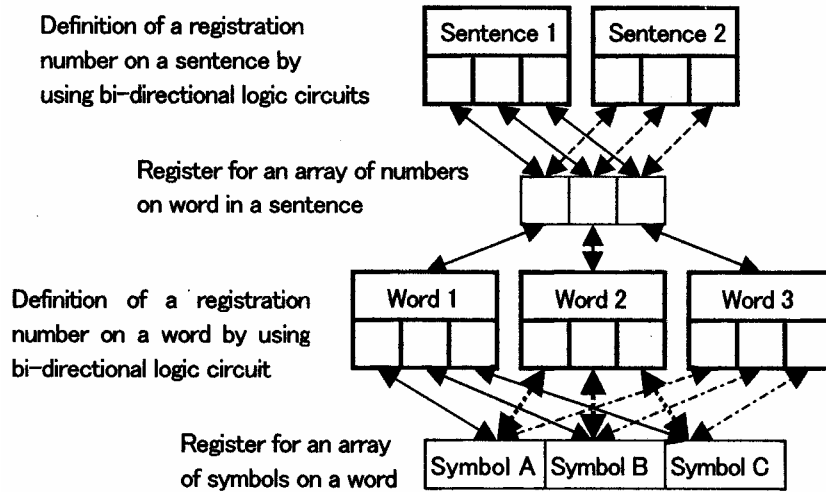 Definition of a registration
number on a sentence by
using bi-directional logic circuits
Sentence 1
Sentence 2
Register for an array of numbers
on word in a sentence
Definition of a registration
number on a word by using
bi-directional logic circuit
Word 1
Word 2
Word 3
Register for an array
of symbols on a word
Symbol A
Symbol B
Symbol C